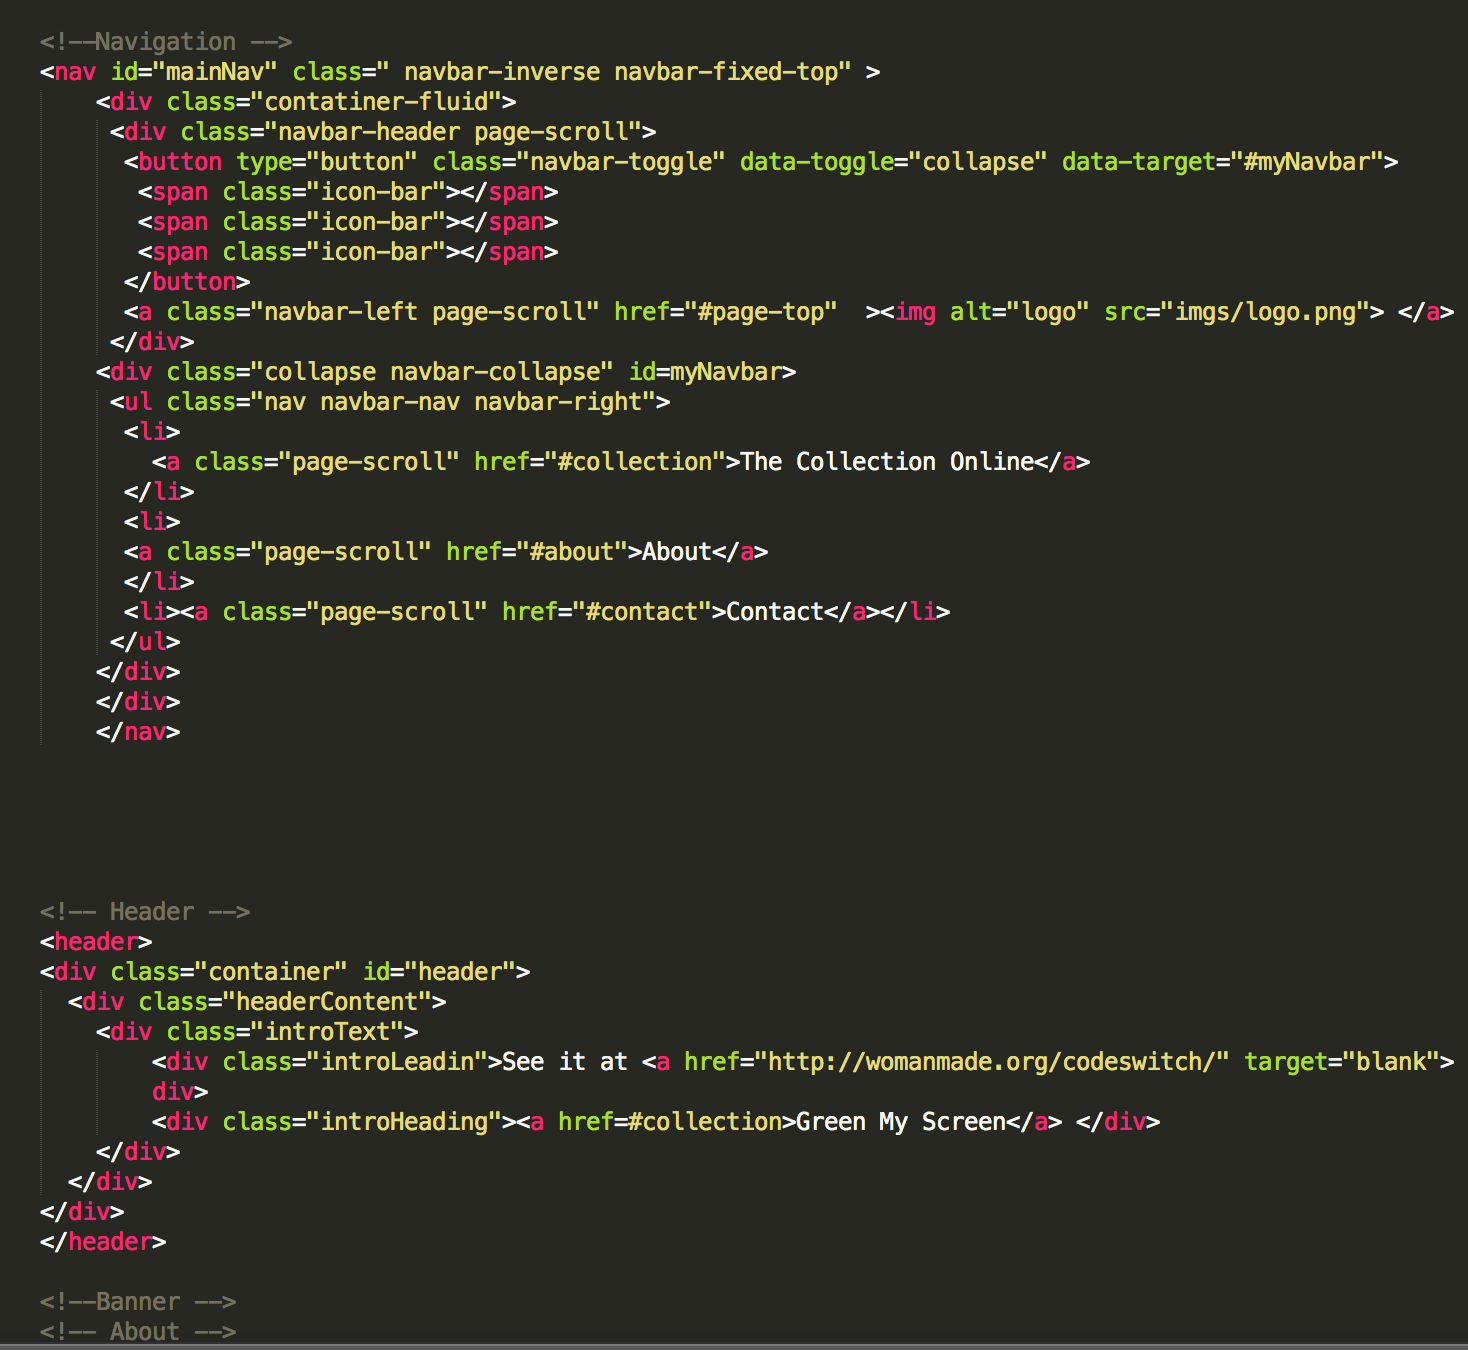 <!--Navigation -->
<nav id="mainNav" class=" navbar-inverse navbar-fixed-top" >
<div class="contatiner-fluid">
<div class="navbar-header page-scroll">
<button type="button" class="navbar-toggle" data-toggle="collapse" data-target="#myNavbar">
<span class="icon-bar"></span>
<span class="icon-bar"></span>
<span class="icon-bar"></span>
</button>
<a class="navbar-left page-scroll" href="#page-top"  ><img alt="logo" src="imgs/logo.png"> </a>
</div>
<div class="collapse navbar-collapse" id=myNavbar>
<ul class="nav navbar-nav navbar-right">
<li>
<a class="page-scroll" href="#collection">The Collection Online</a>
</li>
<li>
<a class="page-scroll" href="#about">About</a>
</li>
<li><a class="page-scroll" href="#contact">Contact</a></li>
</ul>
</div>
</div>
</nav>
<!-- Header -->
<header>
<div class="container" id="header">
<div class="headerContent">
<div class="introText">
<div class="introLeadin">See it at <a href="http://womanmade.org/codeswitch/" target="blank">
div>
<div class="introHeading"><a href=#collection>Green My Screen</a> </div>
</div>
</div>
</div>
</header>
<!--Banner -->
<!-- About -->